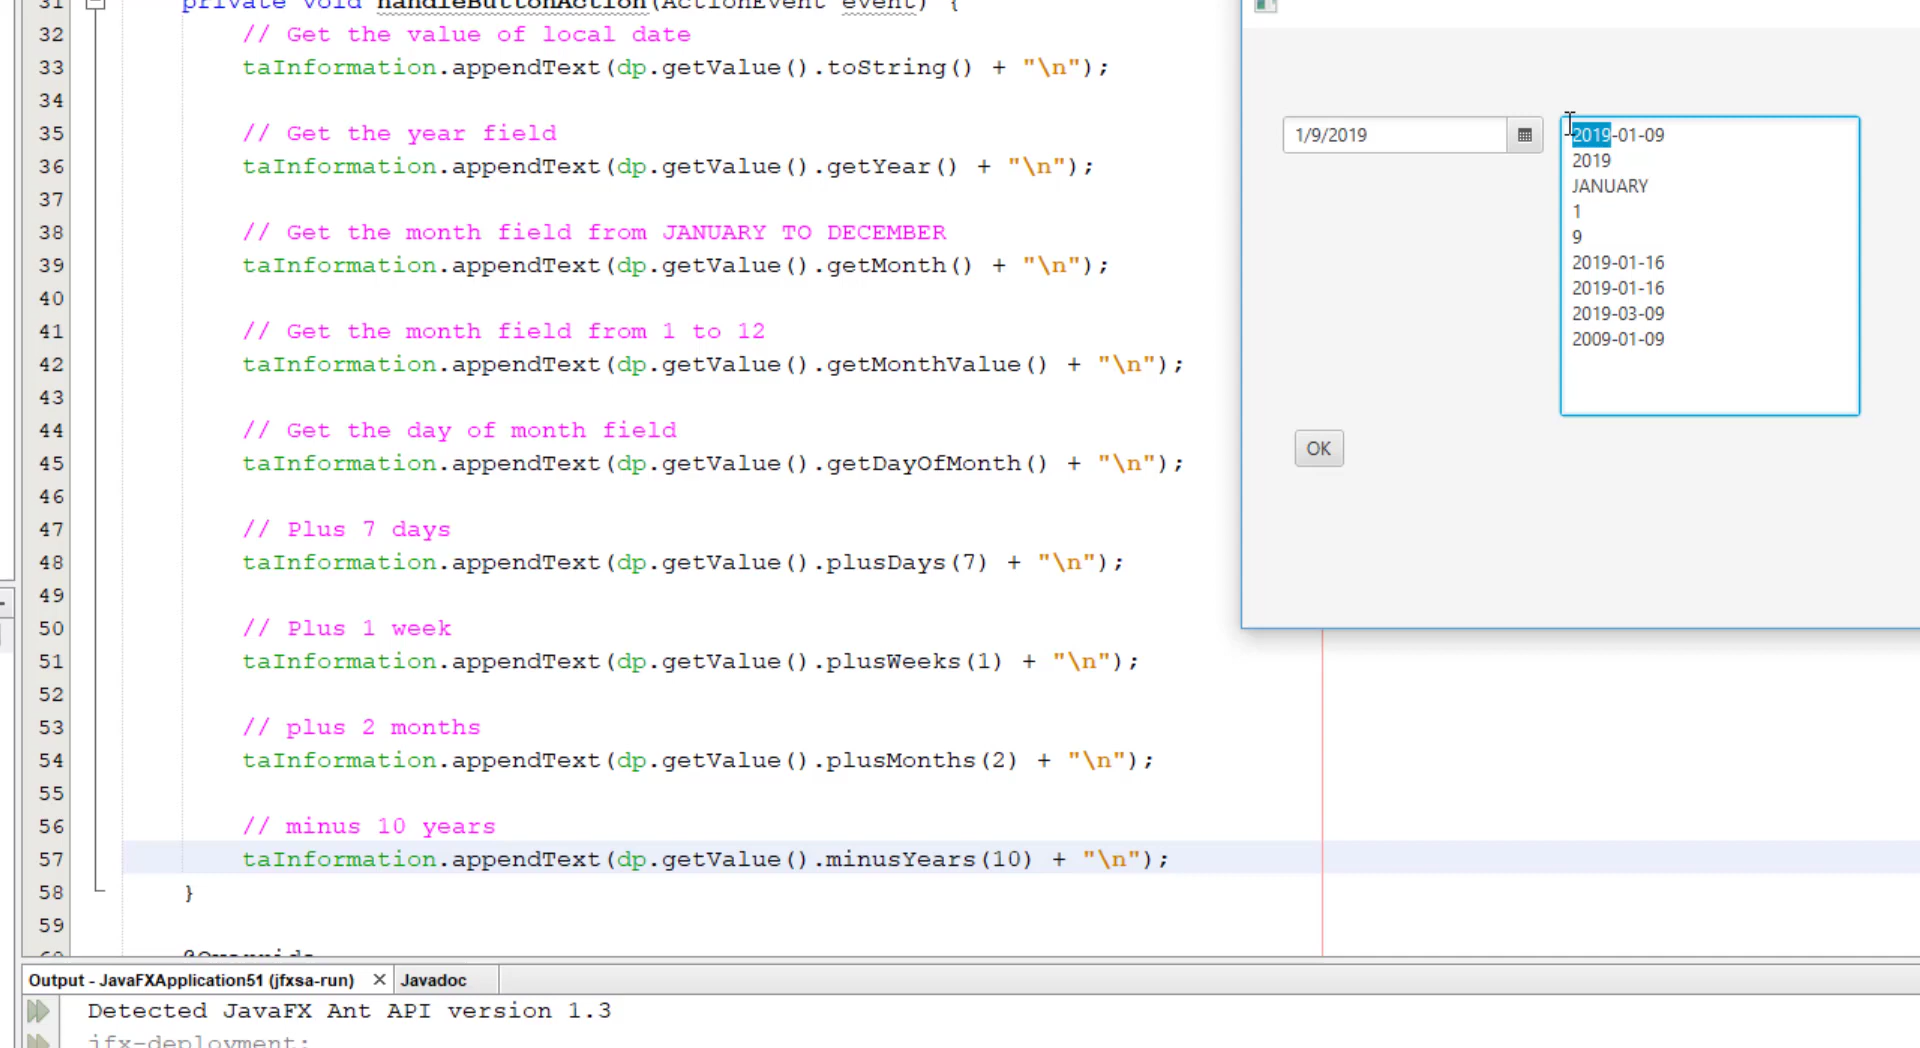 31 private void handleButtonAction(ActionEvent event) {
32 // Get the value of local date
33 taInformation.appendText(dp.getValue().toString() + "\n");
34
35 // Get the year field
36 taInformation.appendText(dp.getValue().getYear() + "\n");
37
38 // Get the month field from JANUARY TO DECEMBER
39 taInformation.appendText(dp.getValue().getMonth() + "\n");
40
41 // Get the month field from 1 to 12
42 taInformation.appendText(dp.getValue().getMonthValue() + "\n");
43
44 // Get the day of month field
45 taInformation.appendText(dp.getValue().getDayOfMonth() + "\n");
46
47 // Plus 7 days
48 taInformation.appendText(dp.getValue().plusDays(7) + "\n");
49
50 // Plus 1 week
51 taInformation.appendText(dp.getValue().plusWeeks(1) + "\n");
52
53 // plus 2 months
54 taInformation.appendText(dp.getValue().plusMonths(2) + "\n");
55
56 // minus 10 years
57 taInformation.appendText(dp.getValue().minusYears(10) + "\n");
58 }
59
60 @Override
1/9/2019
2019-01-09
2019
JANUARY
1
9
2019-01-16
2019-01-16
2019-03-09
2009-01-09
OK
Output - JavaFXApplication51 (jfxsa-run) Javadoc
Detected JavaFX Ant API version 1.3
jfx-deployment: